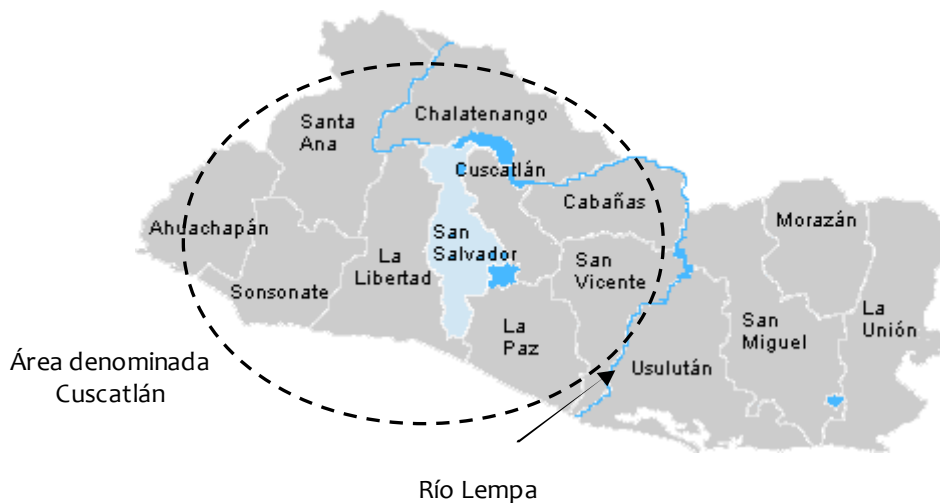 Chalatenango
Santa
Ana
Cuscatlán
Cabañas
Morazán
Ahuachapán
San
Salvador
La
Libertad
San
Vicente
Sonsonate
La
Paz
San
Miguel
La
Unión
Usulután
Área denominada
Cuscatlán
Río Lempa